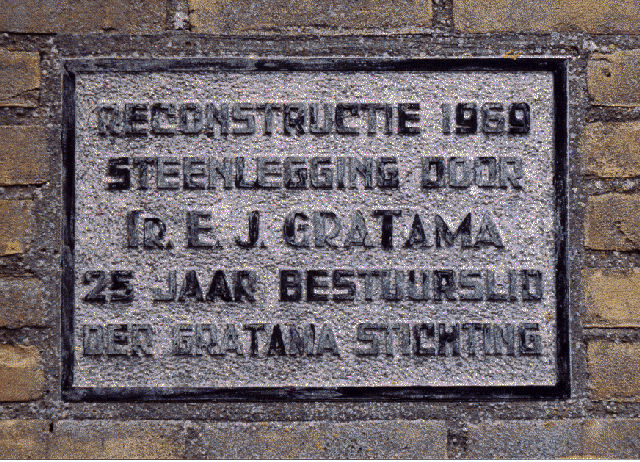 RECONSTRUCTIE 1969
STEENLEGGING DOOR
IR. E. J. GRATAMA
25 JAAR BESTUURSLID
DER GRATAMA STICHTING